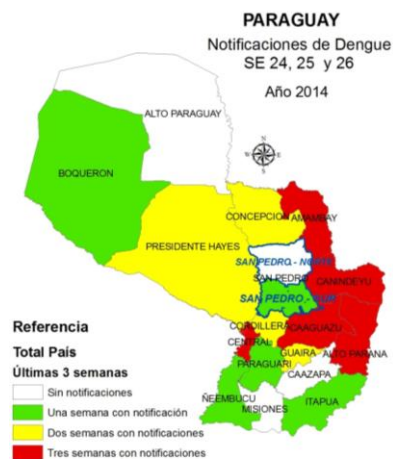 PARAGUAY
Notificaciones de Dengue
SE 24, 25 y 26
Año 2014
ALTO PARAGUAY
N
W E
S
BOQUERON
CONCEPCION
AMAMBAY
PRESIDENTE HAYES
SAN PEDRO - NORTE
SAN PEDRO
CANINDEYU
SAN PEDRO - SUR
CORDILLERA
CAAGUAZU
CENTRAL
GUAIRA
ALTO PARANA
PARAGUARI
CAAZAPA
ÑEEMBUCU
MISIONES
ITAPUA
Referencia
Total País
Últimas 3 semanas
Sin notificaciones
Una semana con notificación
Dos semanas con notificaciones
Tres semanas con notificaciones